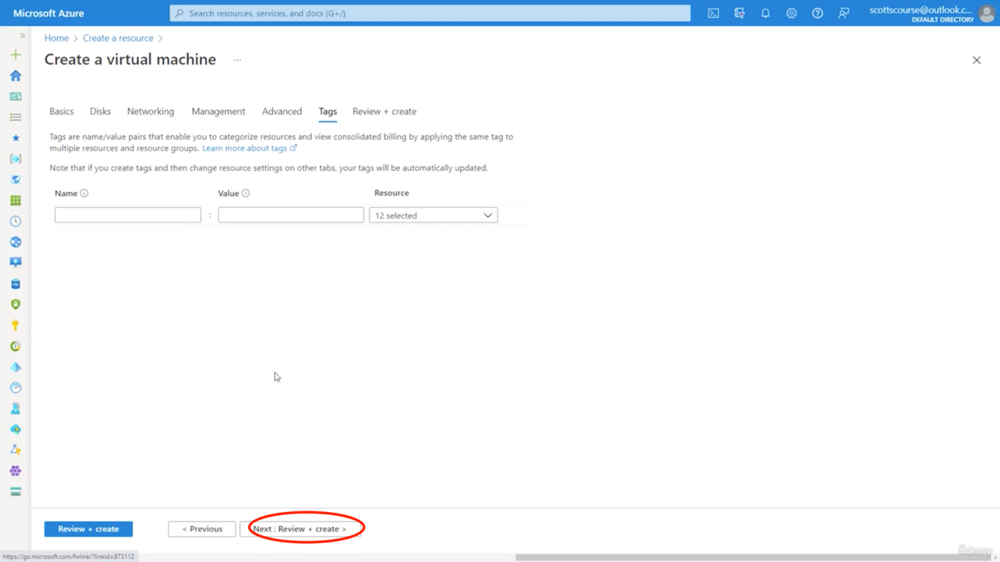 Microsoft Azure
Search resources, services, and docs (G+/)
scottscourse@outlook.c...
DEFAULT DIRECTORY
Home > Create a resource >
Create a virtual machine ...
Basics Disks Networking Management Advanced Tags Review + create
Tags are name/value pairs that enable you to categorize resources and view consolidated billing by applying the same tag to
multiple resources and resource groups. Learn more about tags
Note that if you create tags and then change resource settings on other tabs, your tags will be automatically updated.
Name Value Resource
: 12 selected
Review + create < Previous Next : Review + create >
https://go.microsoft.com/fwlink/?linkid=873112
ûdemy